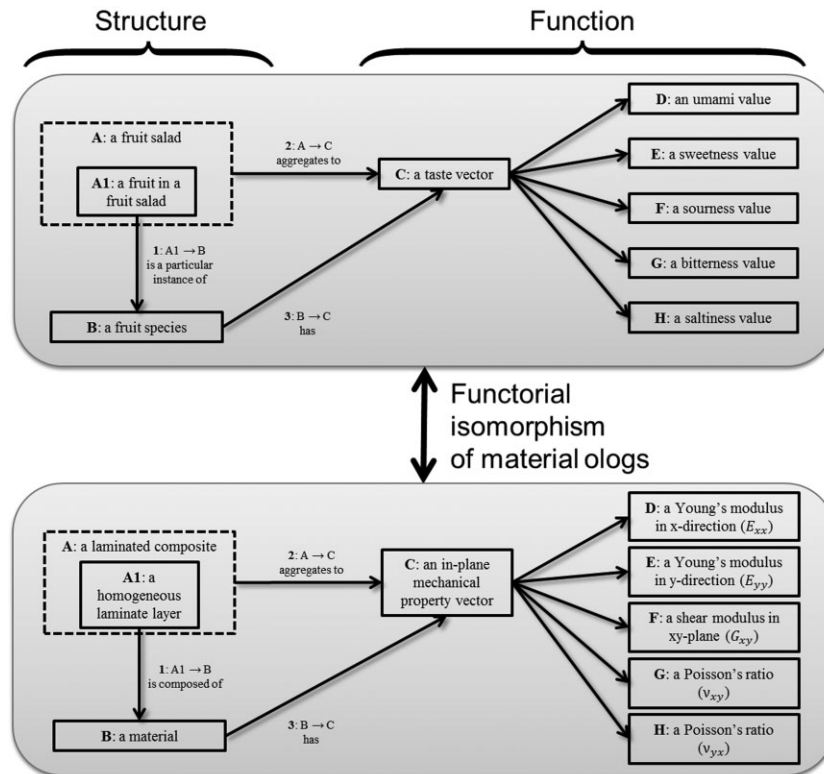 Structure
Function
A: a fruit salad
A1: a fruit in a
fruit salad
1: A1 → B
is a particular
instance of
B: a fruit species
2: A → C
aggregates to
3: B → C
has
C: a taste vector
D: an umami value
E: a sweetness value
F: a sourness value
G: a bitterness value
H: a saltiness value
Functorial
isomorphism
of material ologs
A: a laminated composite
A1: a
homogeneous
laminate layer
1: A1 → B
is composed of
B: a material
2: A → C
aggregates to
3: B → C
has
C: an in-plane
mechanical
property vector
D: a Young's modulus
in x-direction (Eₓₓ)
E: a Young's modulus
in y-direction (E_yy)
F: a shear modulus in
xy-plane (G_xy)
G: a Poisson's ratio
(ν_xy)
H: a Poisson's ratio
(ν_yx)